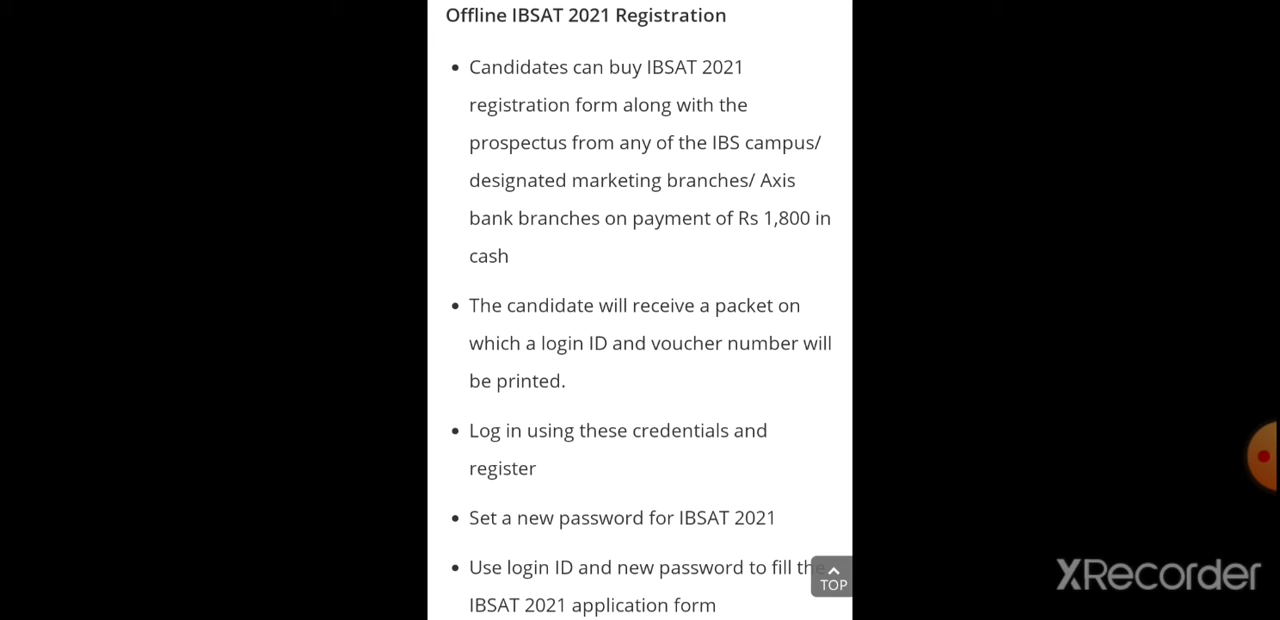 Offline IBSAT 2021 Registration
• Candidates can buy IBSAT 2021
registration form along with the
prospectus from any of the IBS campus/
designated marketing branches/ Axis
bank branches on payment of Rs 1,800 in
cash
• The candidate will receive a packet on
which a login ID and voucher number will
be printed.
• Log in using these credentials and
register
• Set a new password for IBSAT 2021
• Use login ID and new password to fill the
TOP
IBSAT 2021 application form
XRecorder